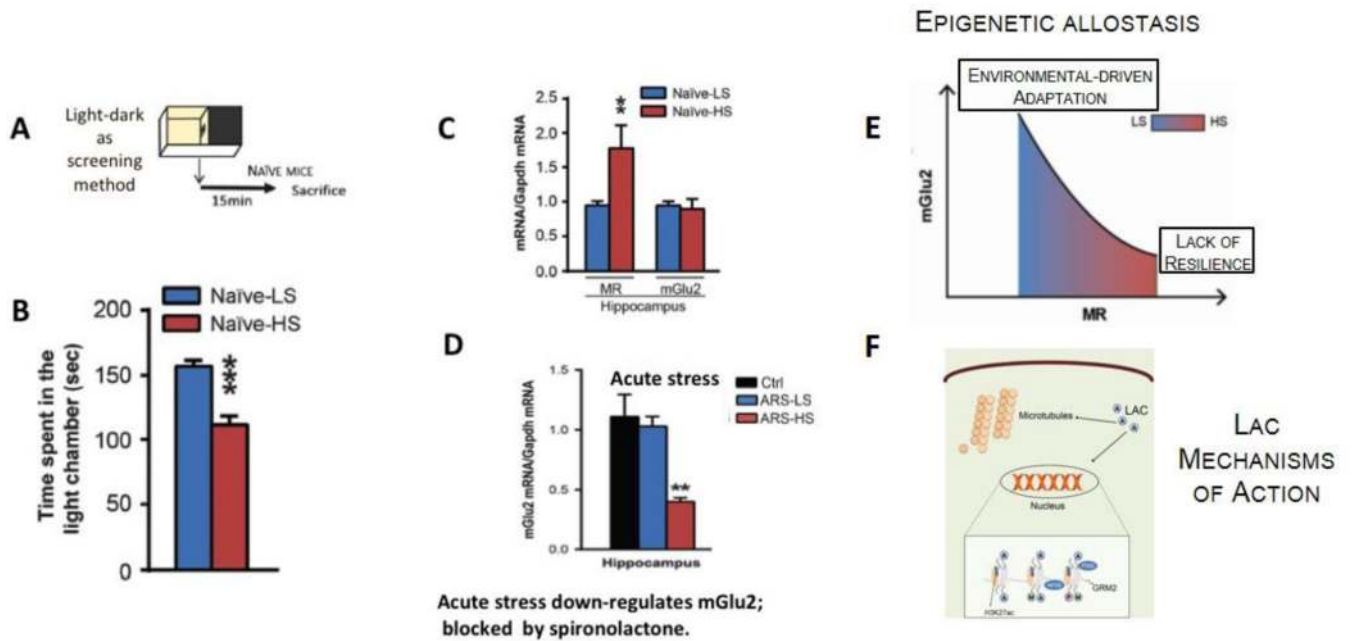 A
Light-dark
as
screening
method
NAÏVE MICE
15min
Sacrifice
B
Naïve-LS
Naïve-HS
Time spent in the
light chamber (sec)
200
150
100
50
0
***
C
Naïve-LS
Naïve-HS
mRNA/Gapdh mRNA
2.5
2.0
1.5
1.0
0.5
0.0
**
MR
mGlu2
Hippocampus
D
Acute stress
Ctrl
ARS-LS
ARS-HS
mGlu2 mRNA/Gapdh mRNA
1.5
1.0
0.5
0.0
**
Hippocampus
Acute stress down-regulates mGlu2;
blocked by spironolactone.
EPIGENETIC ALLOSTASIS
E
ENVIRONMENTAL-DRIVEN
ADAPTATION
LS
HS
mGlu2
LACK OF
RESILIENCE
MR
F
Microtubules
LAC
A
A
A
Nucleus
A
A
A
A
M
A
P
M
H3K27ac
GRM2
LAC
MECHANISMS
OF ACTION